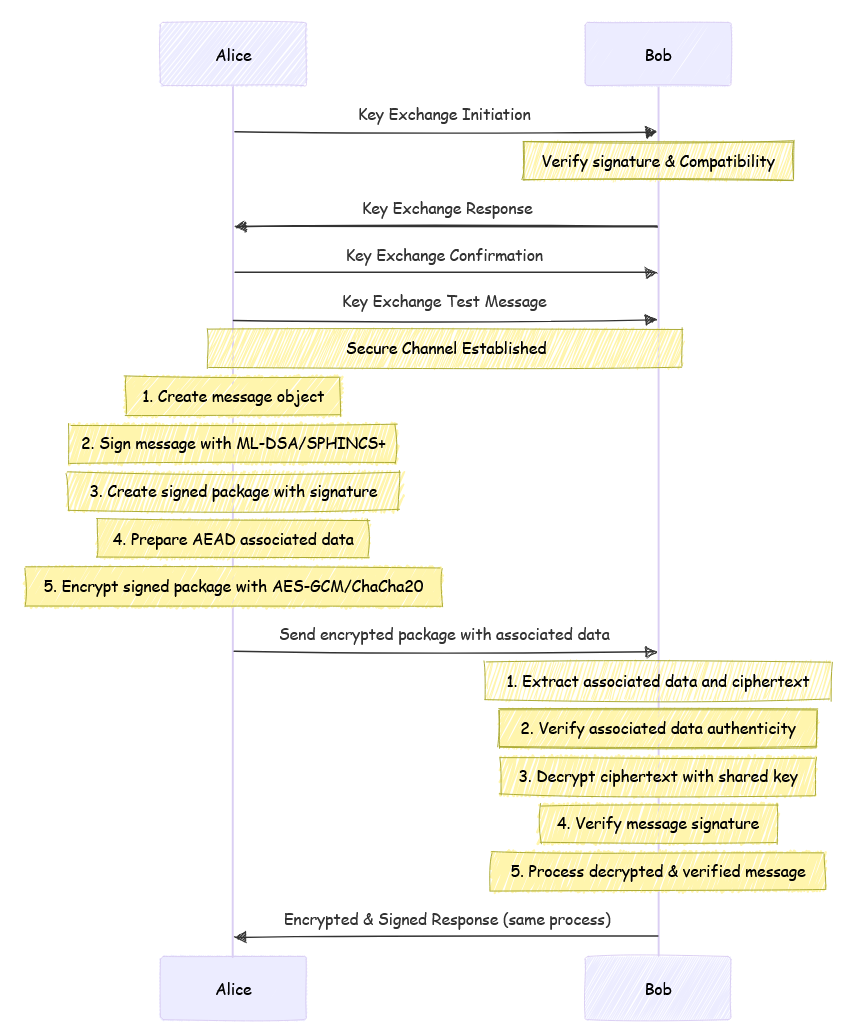 Alice
Bob
Key Exchange Initiation
Verify signature & Compatibility
Key Exchange Response
Key Exchange Confirmation
Key Exchange Test Message
Secure Channel Established
1. Create message object
2. Sign message with ML-DSA/SPHINCS+
3. Create signed package with signature
4. Prepare AEAD associated data
5. Encrypt signed package with AES-GCM/ChaCha20
Send encrypted package with associated data
1. Extract associated data and ciphertext
2. Verify associated data authenticity
3. Decrypt ciphertext with shared key
4. Verify message signature
5. Process decrypted & verified message
Encrypted & Signed Response (same process)
Alice
Bob